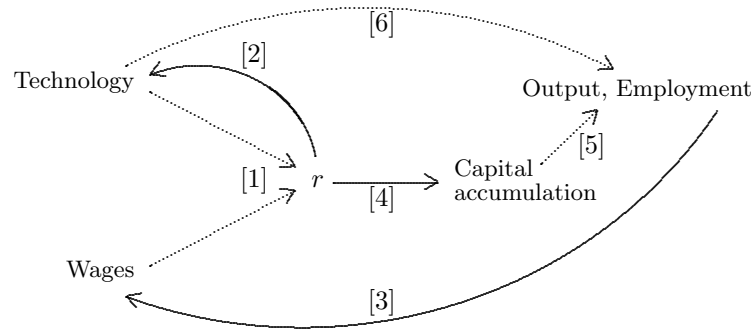 [6]
[2]
Technology
Output, Employment
[5]
[1]
r
[4]
Capital
accumulation
Wages
[3]